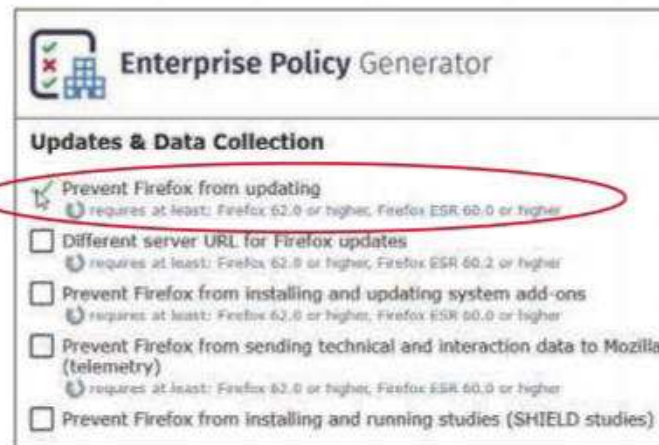 Enterprise Policy Generator
Updates & Data Collection
Prevent Firefox from updating
requires at least: Firefox 62.0 or higher, Firefox ESR 60.0 or higher
Different server URL for Firefox updates
requires at least: Firefox 62.0 or higher, Firefox ESR 60.2 or higher
Prevent Firefox from installing and updating system add-ons
requires at least: Firefox 62.0 or higher, Firefox ESR 60.0 or higher
Prevent Firefox from sending technical and interaction data to Mozilla
(telemetry)
requires at least: Firefox 62.0 or higher, Firefox ESR 60.0 or higher
Prevent Firefox from installing and running studies (SHIELD studies)